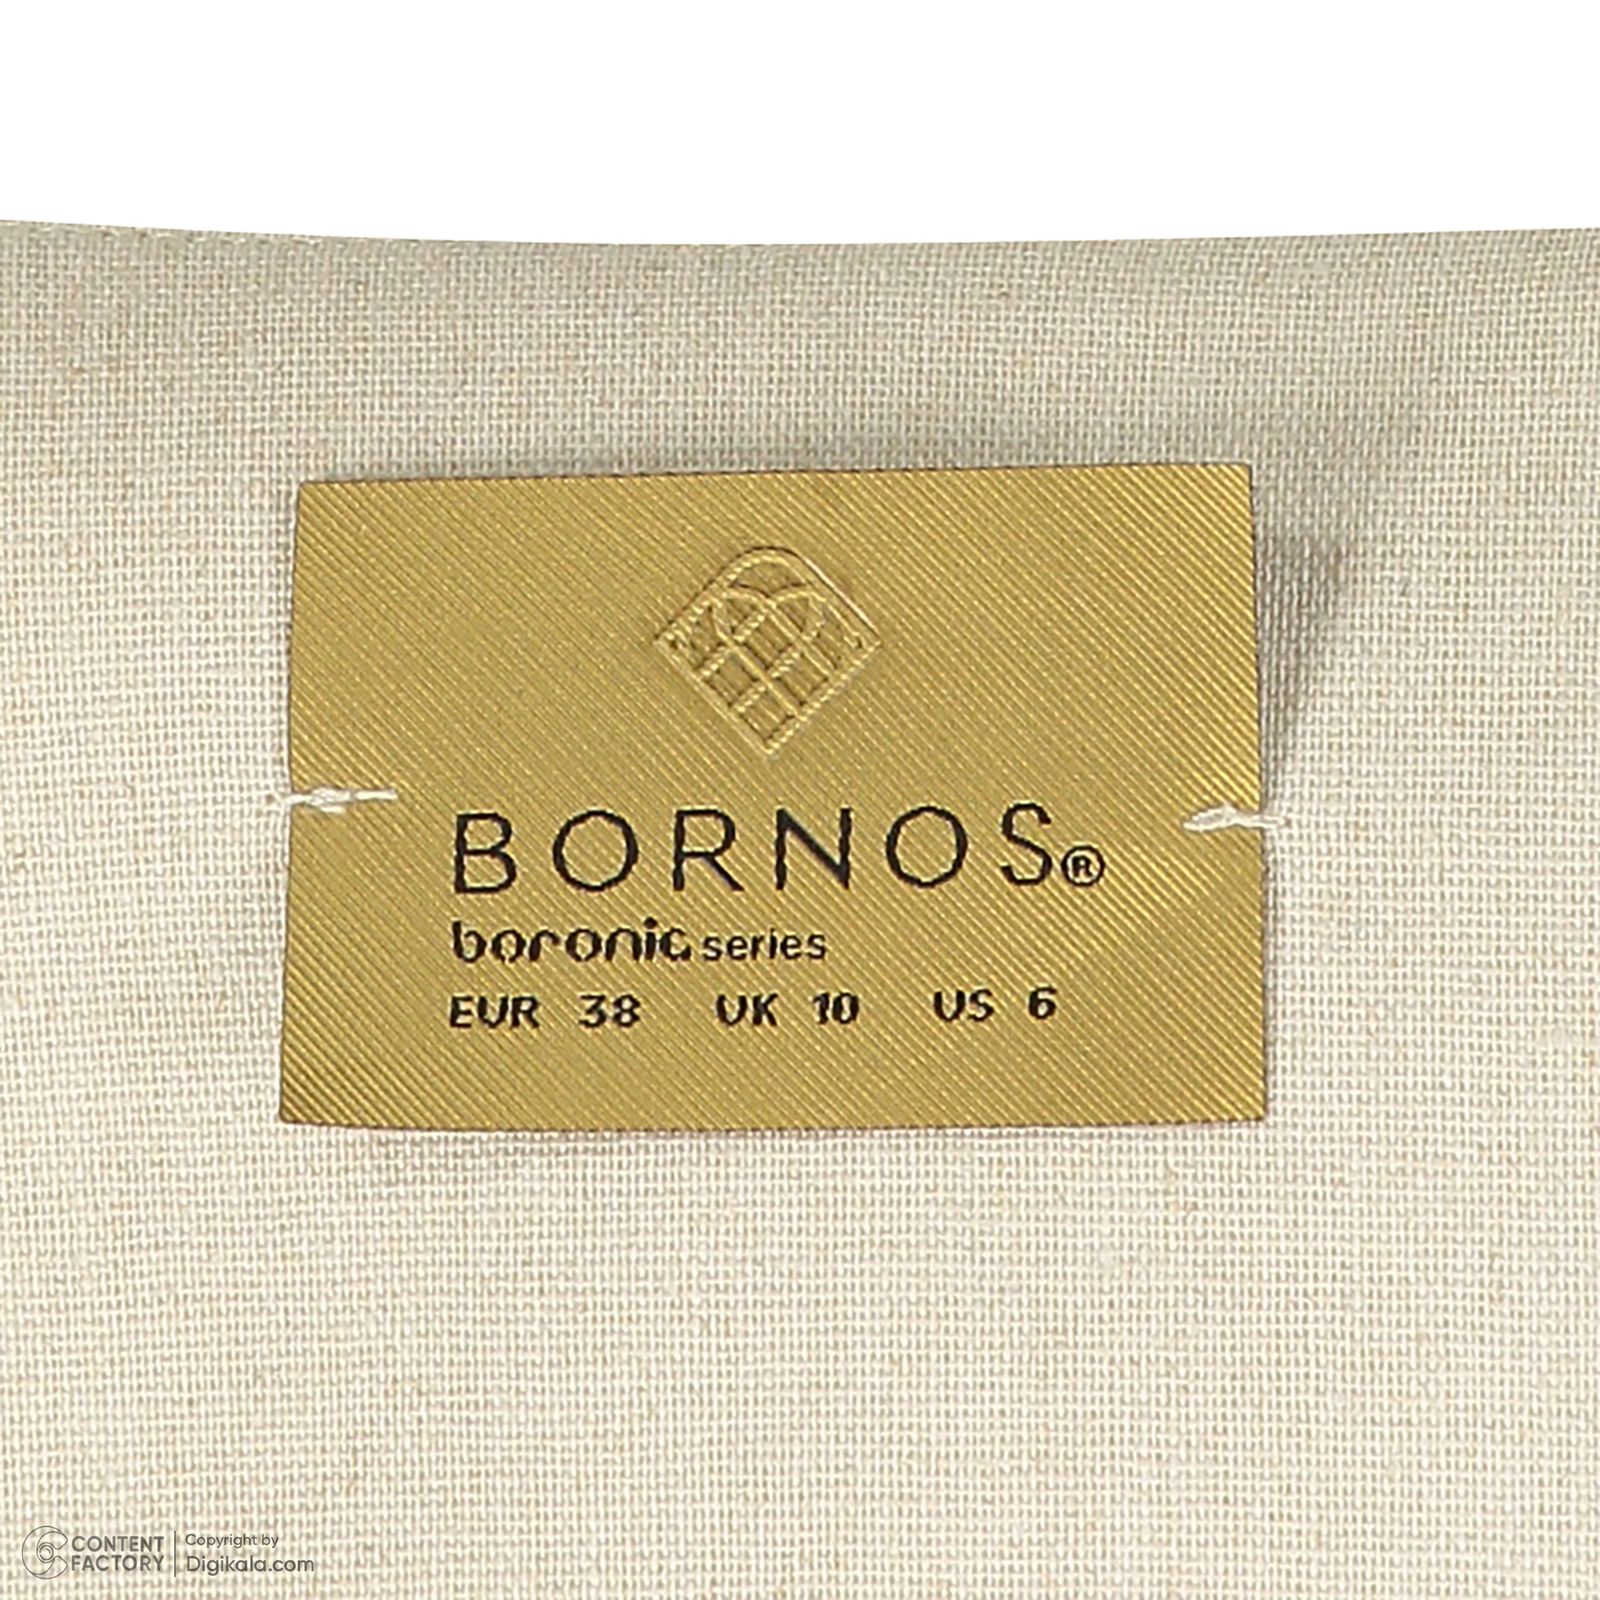 BORNOS®
boronic series
EUR 38 UK 10 US 6
CONTENT FACTORY
Copyright by
Digikala.com